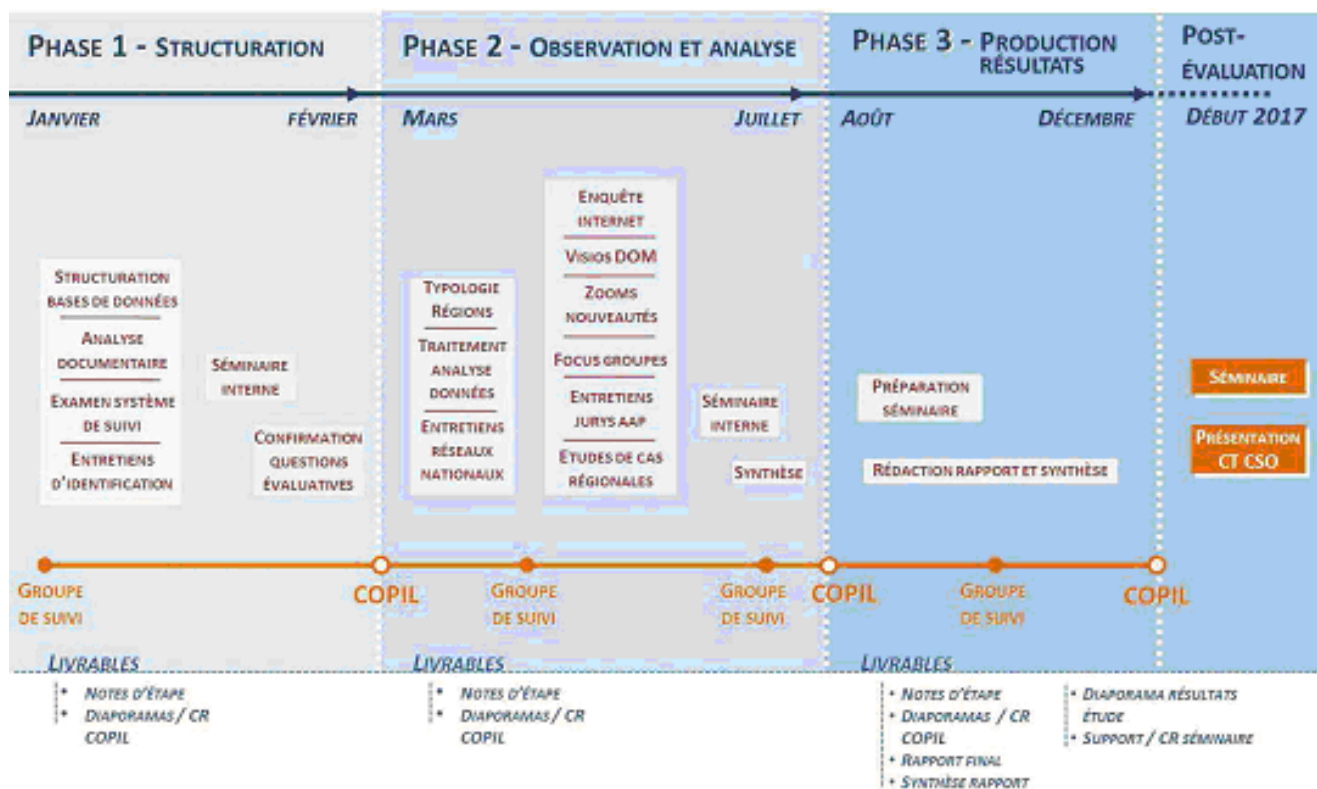 PHASE 1 - STRUCTURATION
JANVIER
FÉVRIER
STRUCTURATION
BASES DE DONNÉES
ANALYSE
DOCUMENTAIRE
EXAMEN SYSTÈME
DE SUIVI
ENTRETIENS
D'IDENTIFICATION
SÉMINAIRE
INTERNE
CONFIRMATION
QUESTIONS
ÉVALUATIVES
PHASE 2 - OBSERVATION ET ANALYSE
MARS
JUILLET
TYPOLOGIE
RÉGIONS
TRAITEMENT
ANALYSE
DONNÉES
ENTRETIENS
RÉSEAUX
NATIONAUX
ENQUÊTE
INTERNET
VISIOS DOM
ZOOMS
NOUVEAUTÉS
FOCUS GROUPES
ENTRETIENS
JURYS AAP
ETUDES DE CAS
RÉGIONALES
SÉMINAIRE
INTERNE
SYNTHÈSE
PHASE 3 - PRODUCTION
RÉSULTATS
AOÛT
DÉCEMBRE
PRÉPARATION
SÉMINAIRE
RÉDACTION RAPPORT ET SYNTHÈSE
POST-
ÉVALUATION
DÉBUT 2017
SÉMINAIRE
PRÉSENTATION
CT CSO
GROUPE
DE SUIVI
COPIL
GROUPE
DE SUIVI
GROUPE
DE SUIVI
COPIL
GROUPE
DE SUIVI
COPIL
LIVRABLES
• NOTES D'ÉTAPE
• DIAPORAMAS / CR
COPIL
LIVRABLES
• NOTES D'ÉTAPE
• DIAPORAMAS / CR
COPIL
LIVRABLES
• NOTES D'ÉTAPE
• DIAPORAMAS / CR
COPIL
• RAPPORT FINAL
• SYNTHÈSE RAPPORT
• DIAPORAMA RÉSULTATS
ÉTUDE
• SUPPORT / CR SÉMINAIRE